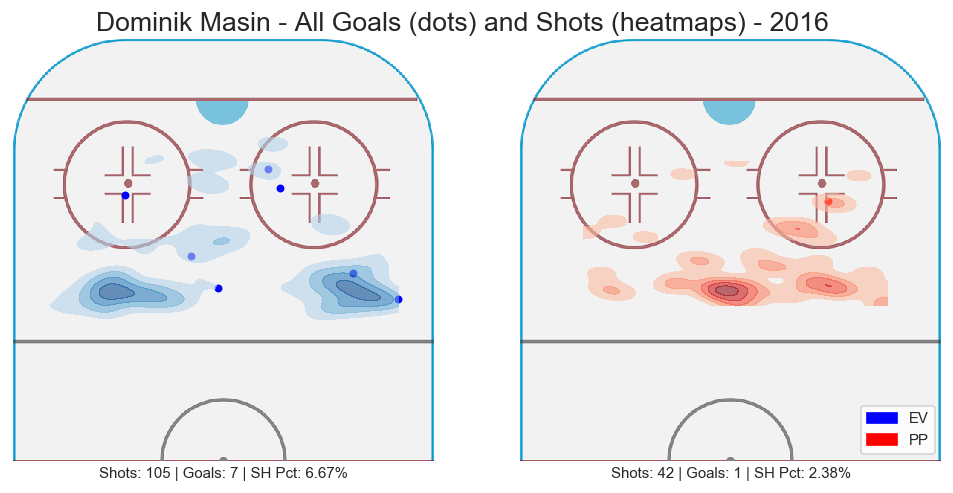 Dominik Masin - All Goals (dots) and Shots (heatmaps) - 2016
EV
PP
Shots: 105 | Goals: 7 | SH Pct: 6.67%
Shots: 42 | Goals: 1 | SH Pct: 2.38%